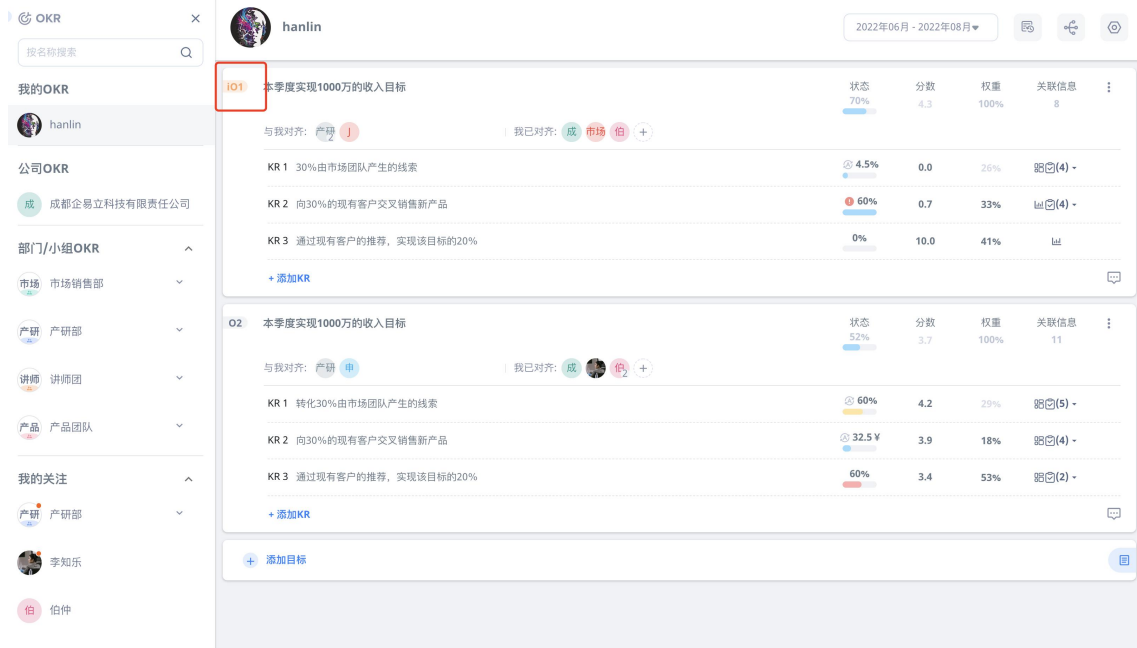 OKR
按名称搜索
我的OKR
hanlin
公司OKR
成 成都企易立科技有限责任公司
部门/小组OKR
市场 市场销售部
产研 产研部
讲师 讲师团
产品 产品团队
我的关注
产研 产研部
李知乐
伯 伯仲
hanlin
2022年06月 - 2022年08月
iO1 本季度实现1000万的收入目标 状态 分数 权重 关联信息
70% 4.3 100% 8
与我对齐: 产研 2 J 我已对齐: 成 市场 伯 +
KR 1 30%由市场团队产生的线索 4.5% 0.0 26% (4)
KR 2 向30%的现有客户交叉销售新产品 60% 0.7 33% (4)
KR 3 通过现有客户的推荐，实现该目标的20% 0% 10.0 41%
+ 添加KR
O2 本季度实现1000万的收入目标 状态 分数 权重 关联信息
52% 3.7 100% 11
与我对齐: 产研 申 我已对齐: 成 伯 2 +
KR 1 转化30%由市场团队产生的线索 60% 4.2 29% (5)
KR 2 向30%的现有客户交叉销售新产品 32.5 ¥ 3.9 18% (4)
KR 3 通过现有客户的推荐，实现该目标的20% 60% 3.4 53% (2)
+ 添加KR
+ 添加目标